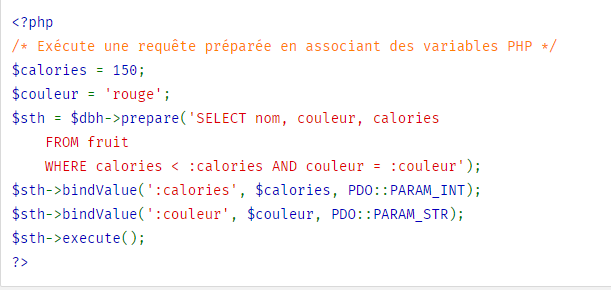 <?php
/* Exécute une requête préparée en associant des variables PHP */
$calories = 150;
$couleur = 'rouge';
$sth = $dbh->prepare('SELECT nom, couleur, calories
    FROM fruit
    WHERE calories < :calories AND couleur = :couleur');
$sth->bindValue(':calories', $calories, PDO::PARAM_INT);
$sth->bindValue(':couleur', $couleur, PDO::PARAM_STR);
$sth->execute();
?>